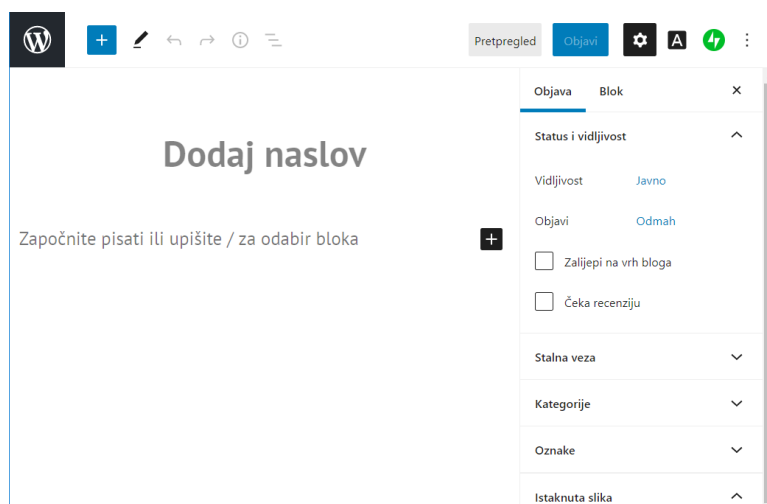 Pretpregled
Objavi
A
Objava Blok
Status i vidljivost
Dodaj naslov
Vidljivost Javno
Objavi Odmah
Započnite pisati ili upišite / za odabir bloka
Zalijepi na vrh bloga
Čeka recenziju
Stalna veza
Kategorije
Oznake
Istaknuta slika